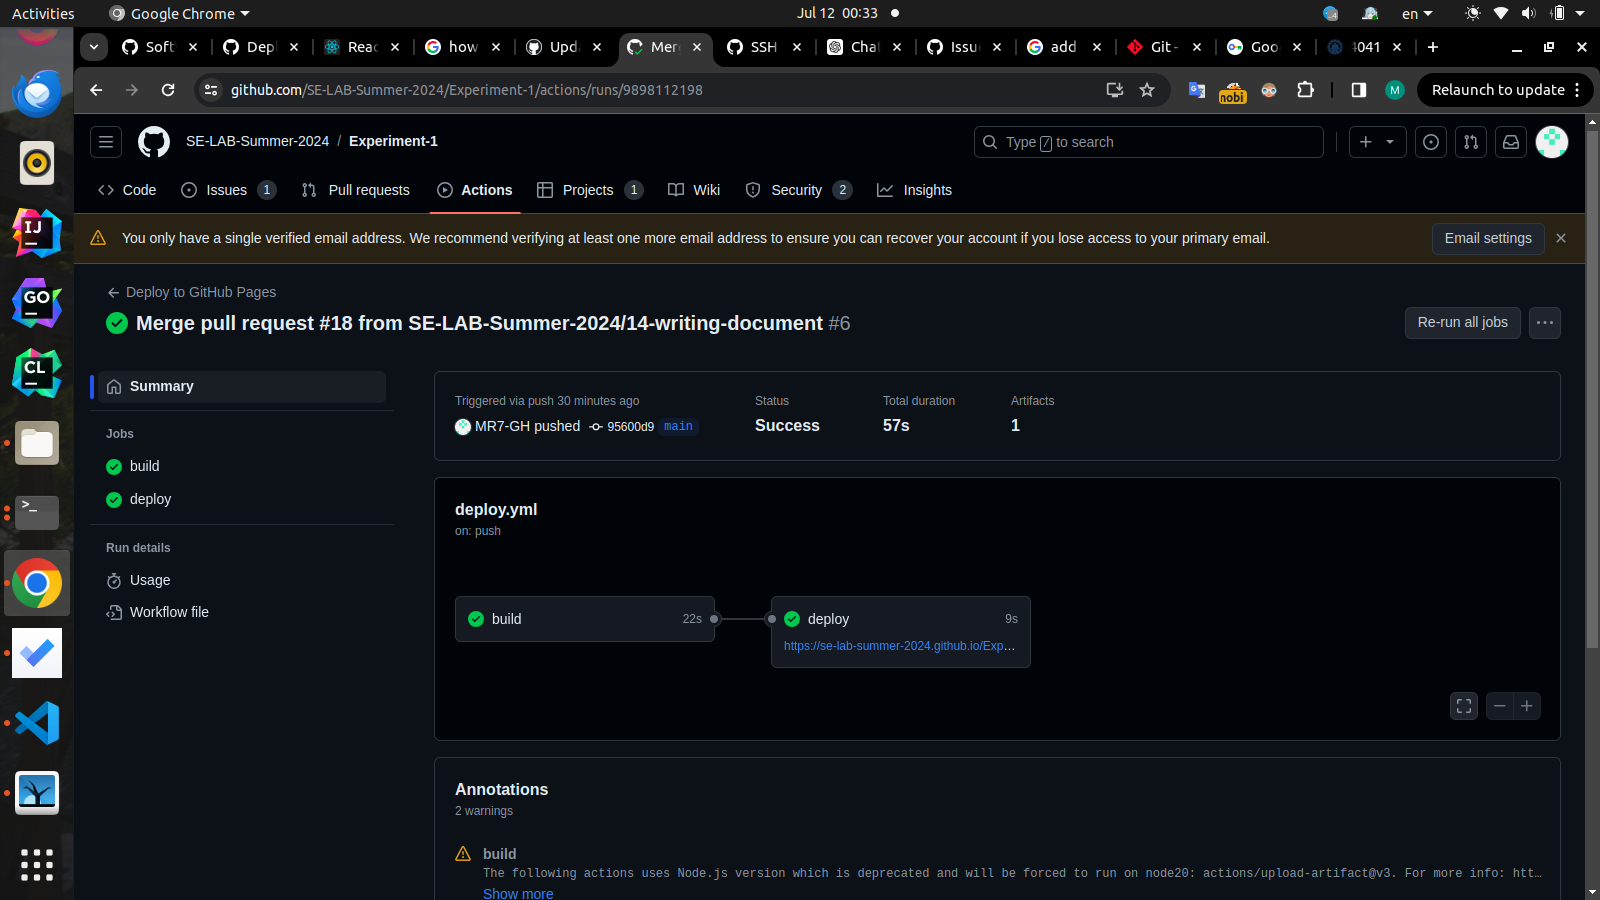 Activities
Google Chrome
Jul 12 00:33
en
Soft
Depl
Reac
how
Upda
Merg
SSH
Cha
Issu
add
Git -
Goo
4041
github.com/SE-LAB-Summer-2024/Experiment-1/actions/runs/9898112198
nobi
M
Relaunch to update
SE-LAB-Summer-2024 / Experiment-1
Type / to search
Code
Issues 1
Pull requests
Actions
Projects 1
Wiki
Security 2
Insights
You only have a single verified email address. We recommend verifying at least one more email address to ensure you can recover your account if you lose access to your primary email.
Email settings
Deploy to GitHub Pages
Merge pull request #18 from SE-LAB-Summer-2024/14-writing-document #6
Re-run all jobs
Summary
Jobs
build
deploy
Run details
Usage
Workflow file
Triggered via push 30 minutes ago
MR7-GH pushed 95600d9 main
Status
Success
Total duration
57s
Artifacts
1
deploy.yml
on: push
build 22s
deploy 9s
https://se-lab-summer-2024.github.io/Exp...
Annotations
2 warnings
build
The following actions uses Node.js version which is deprecated and will be forced to run on node20: actions/upload-artifact@v3. For more info: htt...
Show more
IJ
GO
CL
>_